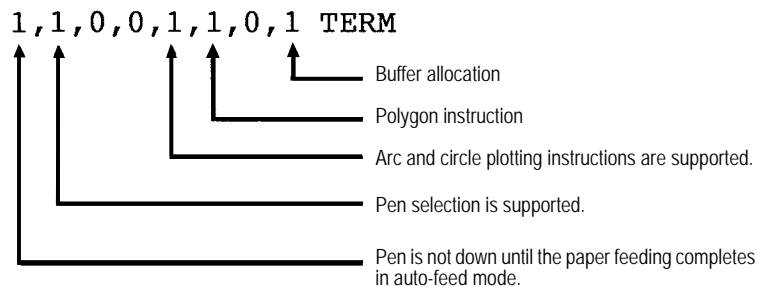 1,1,0,0,1,1,0,1 TERM
Buffer allocation
Polygon instruction
Arc and circle plotting instructions are supported.
Pen selection is supported.
Pen is not down until the paper feeding completes
in auto-feed mode.